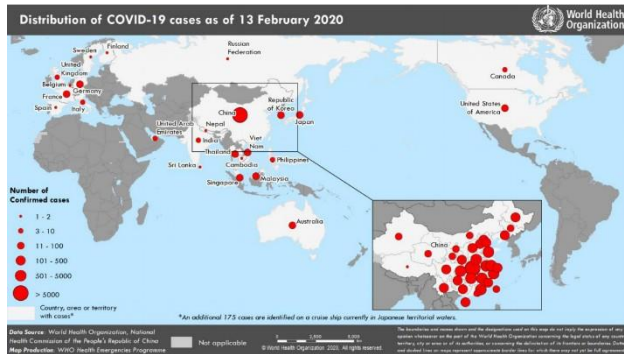 Distribution of COVID-19 cases as of 13 February 2020
World Health
Organization
Finland
Sweden
Russian
Federation
United
Kingdom
Belgium
Germany
France
Spain
Italy
Canada
United States
of America
Republic
of Korea
China
Japan
Nepal
United Arab
Emirates
India
Viet
Nam
Thailand
Philippines
Sri Lanka
Cambodia
Malaysia
Singapore
Australia
China
Number of
Confirmed cases
1 - 2
3 - 10
11 - 100
101 - 500
501 - 5000
> 5000
Country, area or territory
with cases*
*An additional 175 cases are identified on a cruise ship currently in Japanese territorial waters.
Data Source: World Health Organization, National
Health Commission of the People's Republic of China
Map Production: WHO Health Emergencies Programme
Not applicable
© World Health Organization 2020. All rights reserved.